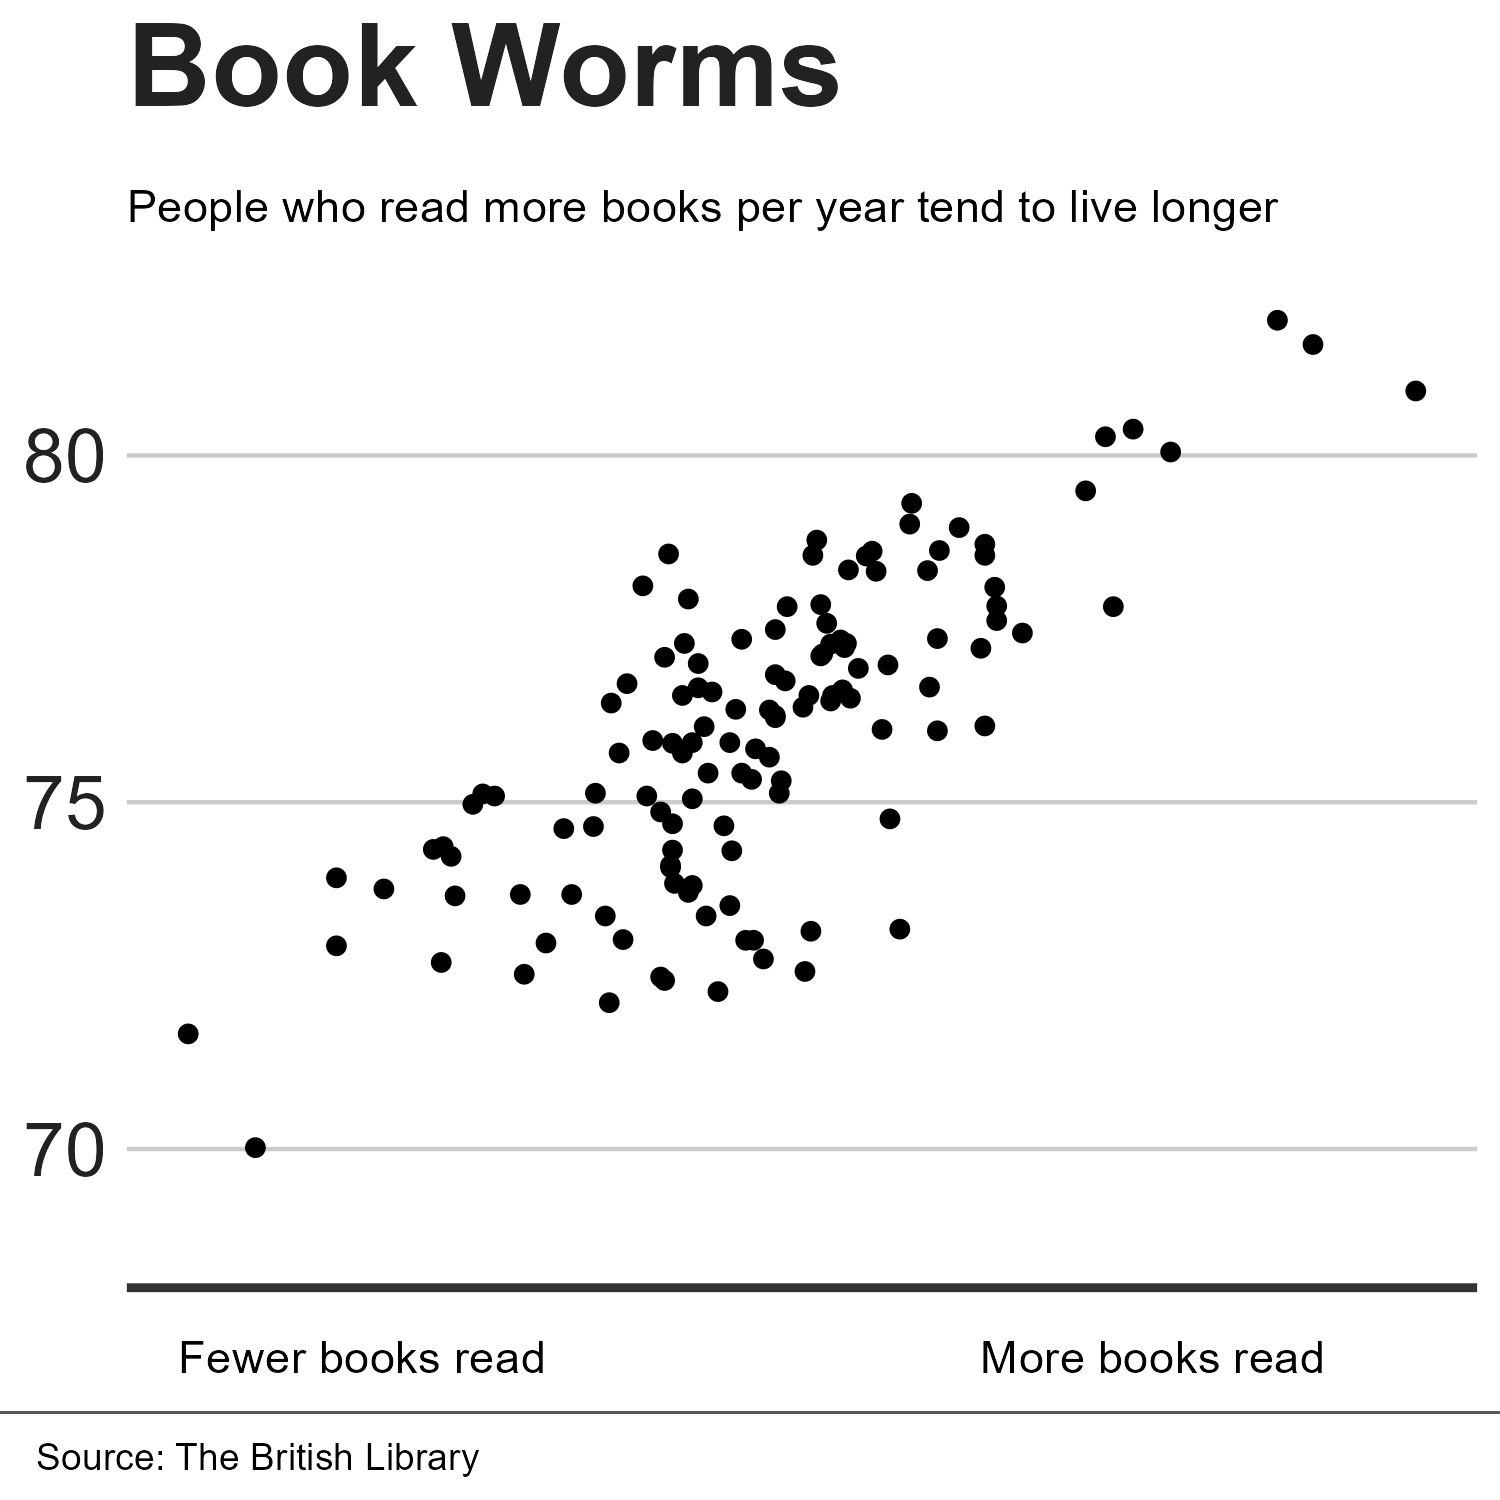 Book Worms
People who read more books per year tend to live longer
80
75
70
Fewer books read
More books read
Source: The British Library